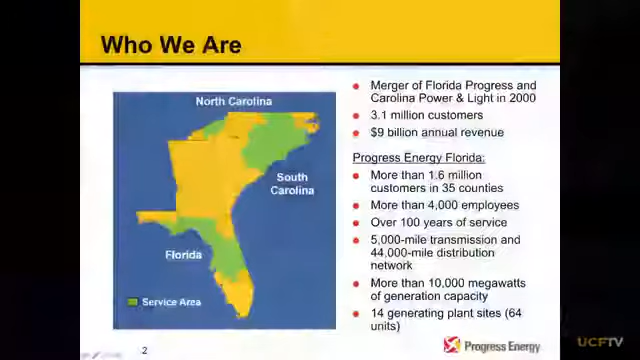 Who We Are
North Carolina
South
Carolina
Florida
Service Area
Merger of Florida Progress and
Carolina Power & Light in 2000
3.1 million customers
$9 billion annual revenue
Progress Energy Florida:
More than 1.6 million
customers in 35 counties
More than 4,000 employees
Over 100 years of service
5,000-mile transmission and
44,000-mile distribution
network
More than 10,000 megawatts
of generation capacity
14 generating plant sites (64
units)
2
Progress Energy
UCFTV